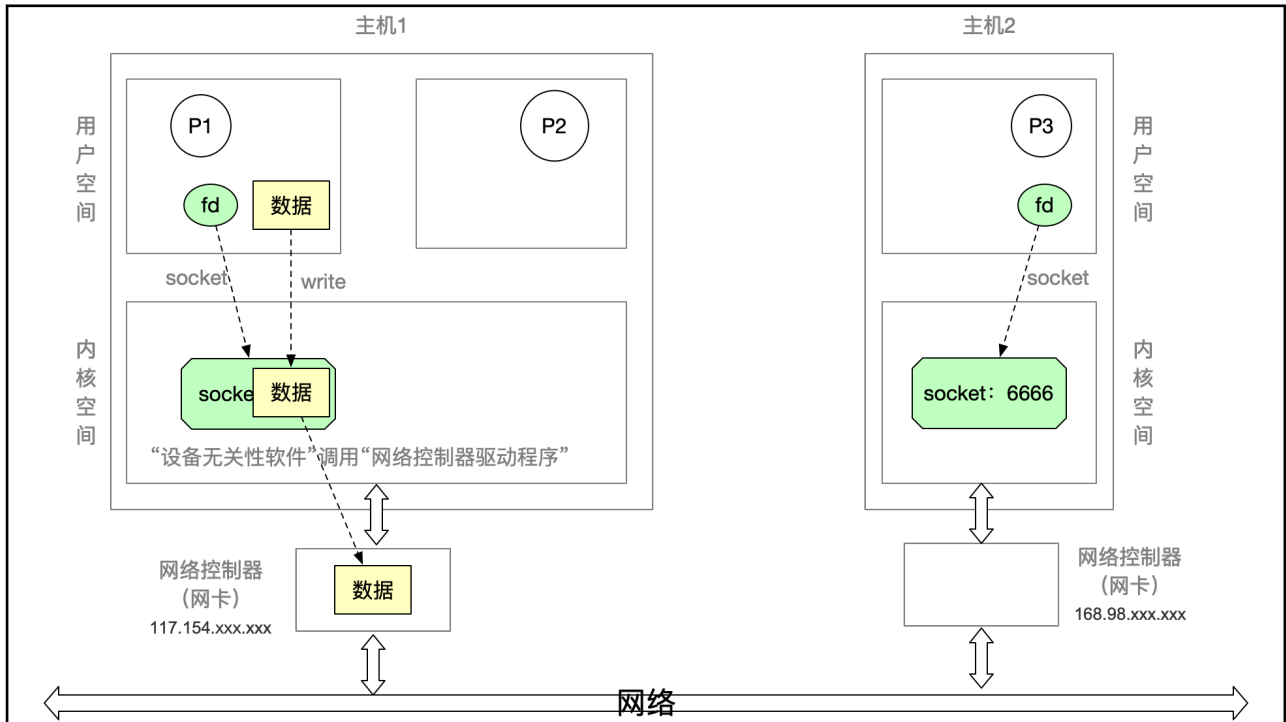 主机1
主机2
用户空间
P1
P2
P3
用户空间
fd
数据
fd
socket
write
socket
内核空间
socke
数据
socket：6666
内核空间
“设备无关性软件”调用“网络控制器驱动程序”
网络控制器
（网卡）
117.154.xxx.xxx
数据
网络控制器
（网卡）
168.98.xxx.xxx
网络